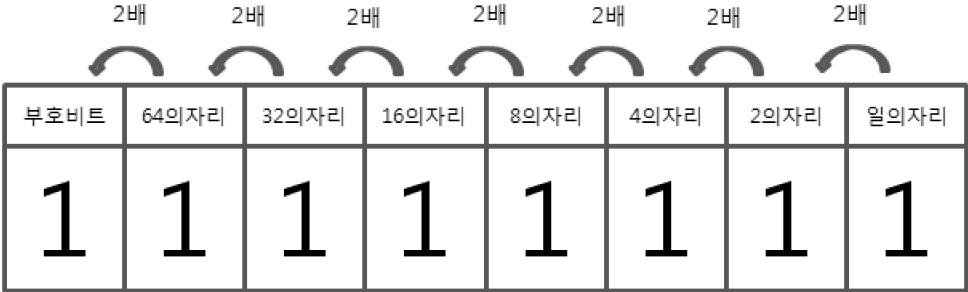 2배 2배 2배 2배 2배 2배 2배
부호비트 64의자리 32의자리 16의자리 8의자리 4의자리 2의자리 일의자리
1 1 1 1 1 1 1 1